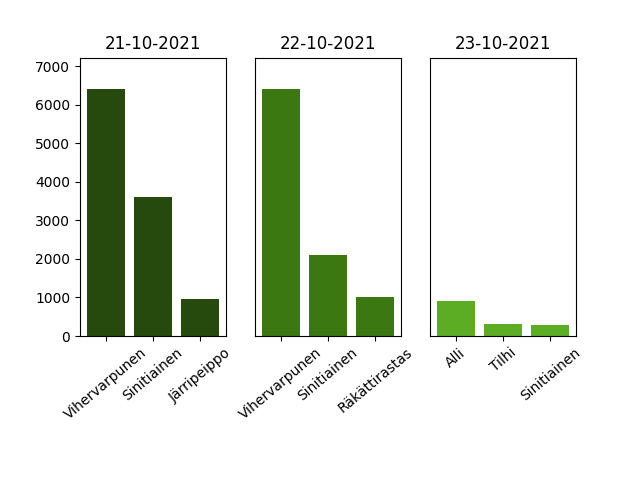 21-10-2021
22-10-2021
23-10-2021
7000
6000
5000
4000
3000
2000
1000
0
Vihervarpunen
Sinitiainen
Järripeippo
Vihervarpunen
Sinitiainen
Räkättirastas
Alli
Tilhi
Sinitiainen